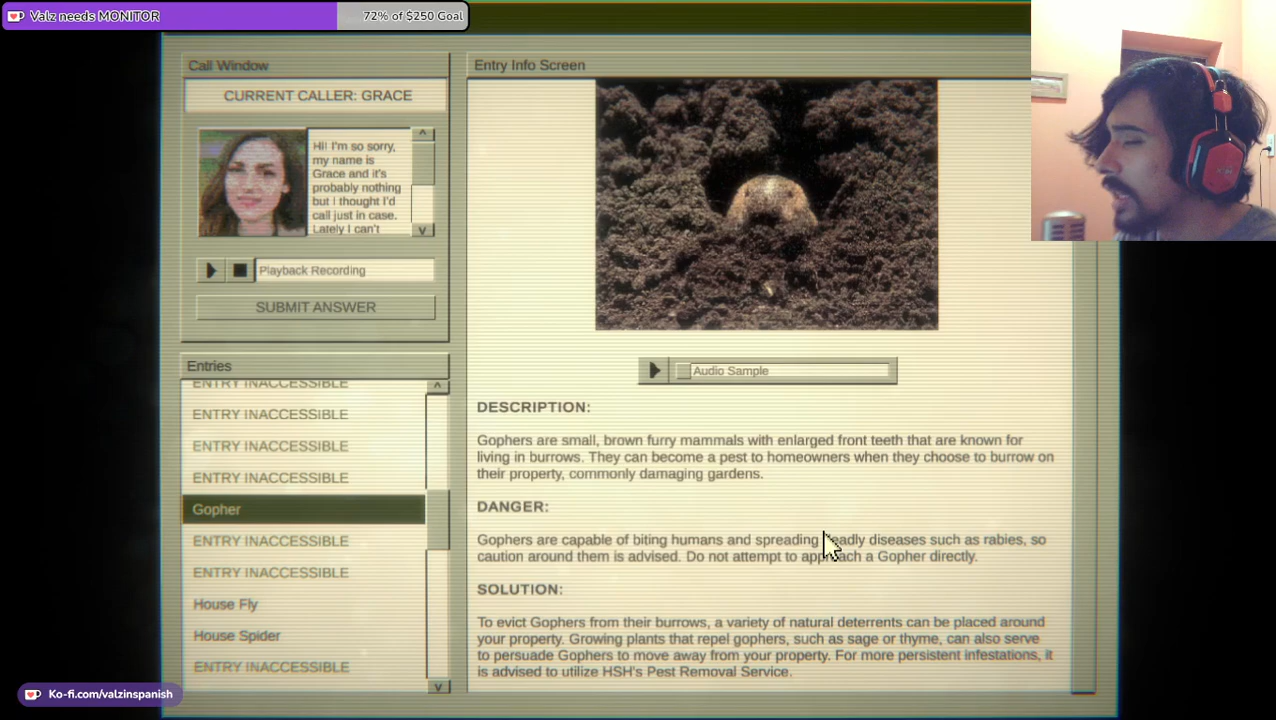 Valz needs MONITOR
72% of $250 Goal
Call Window
CURRENT CALLER: GRACE
Hi! I'm so sorry,
my name is
Grace and it's
probably nothing
but I thought I'd
call just in case.
Lately I can't
Playback Recording
SUBMIT ANSWER
Entries
ENTRY INACCESSIBLE
ENTRY INACCESSIBLE
ENTRY INACCESSIBLE
ENTRY INACCESSIBLE
Gopher
ENTRY INACCESSIBLE
ENTRY INACCESSIBLE
House Fly
House Spider
ENTRY INACCESSIBLE
Entry Info Screen
Audio Sample
DESCRIPTION:
Gophers are small, brown furry mammals with enlarged front teeth that are known for
living in burrows. They can become a pest to homeowners when they choose to burrow on
their property, commonly damaging gardens.
DANGER:
Gophers are capable of biting humans and spreading deadly diseases such as rabies, so
caution around them is advised. Do not attempt to approach a Gopher directly.
SOLUTION:
To evict Gophers from their burrows, a variety of natural deterrents can be placed around
your property. Growing plants that repel gophers, such as sage or thyme, can also serve
to persuade Gophers to move away from your property. For more persistent infestations, it
is advised to utilize HSH's Pest Removal Service.
Ko-fi.com/valzinspanish